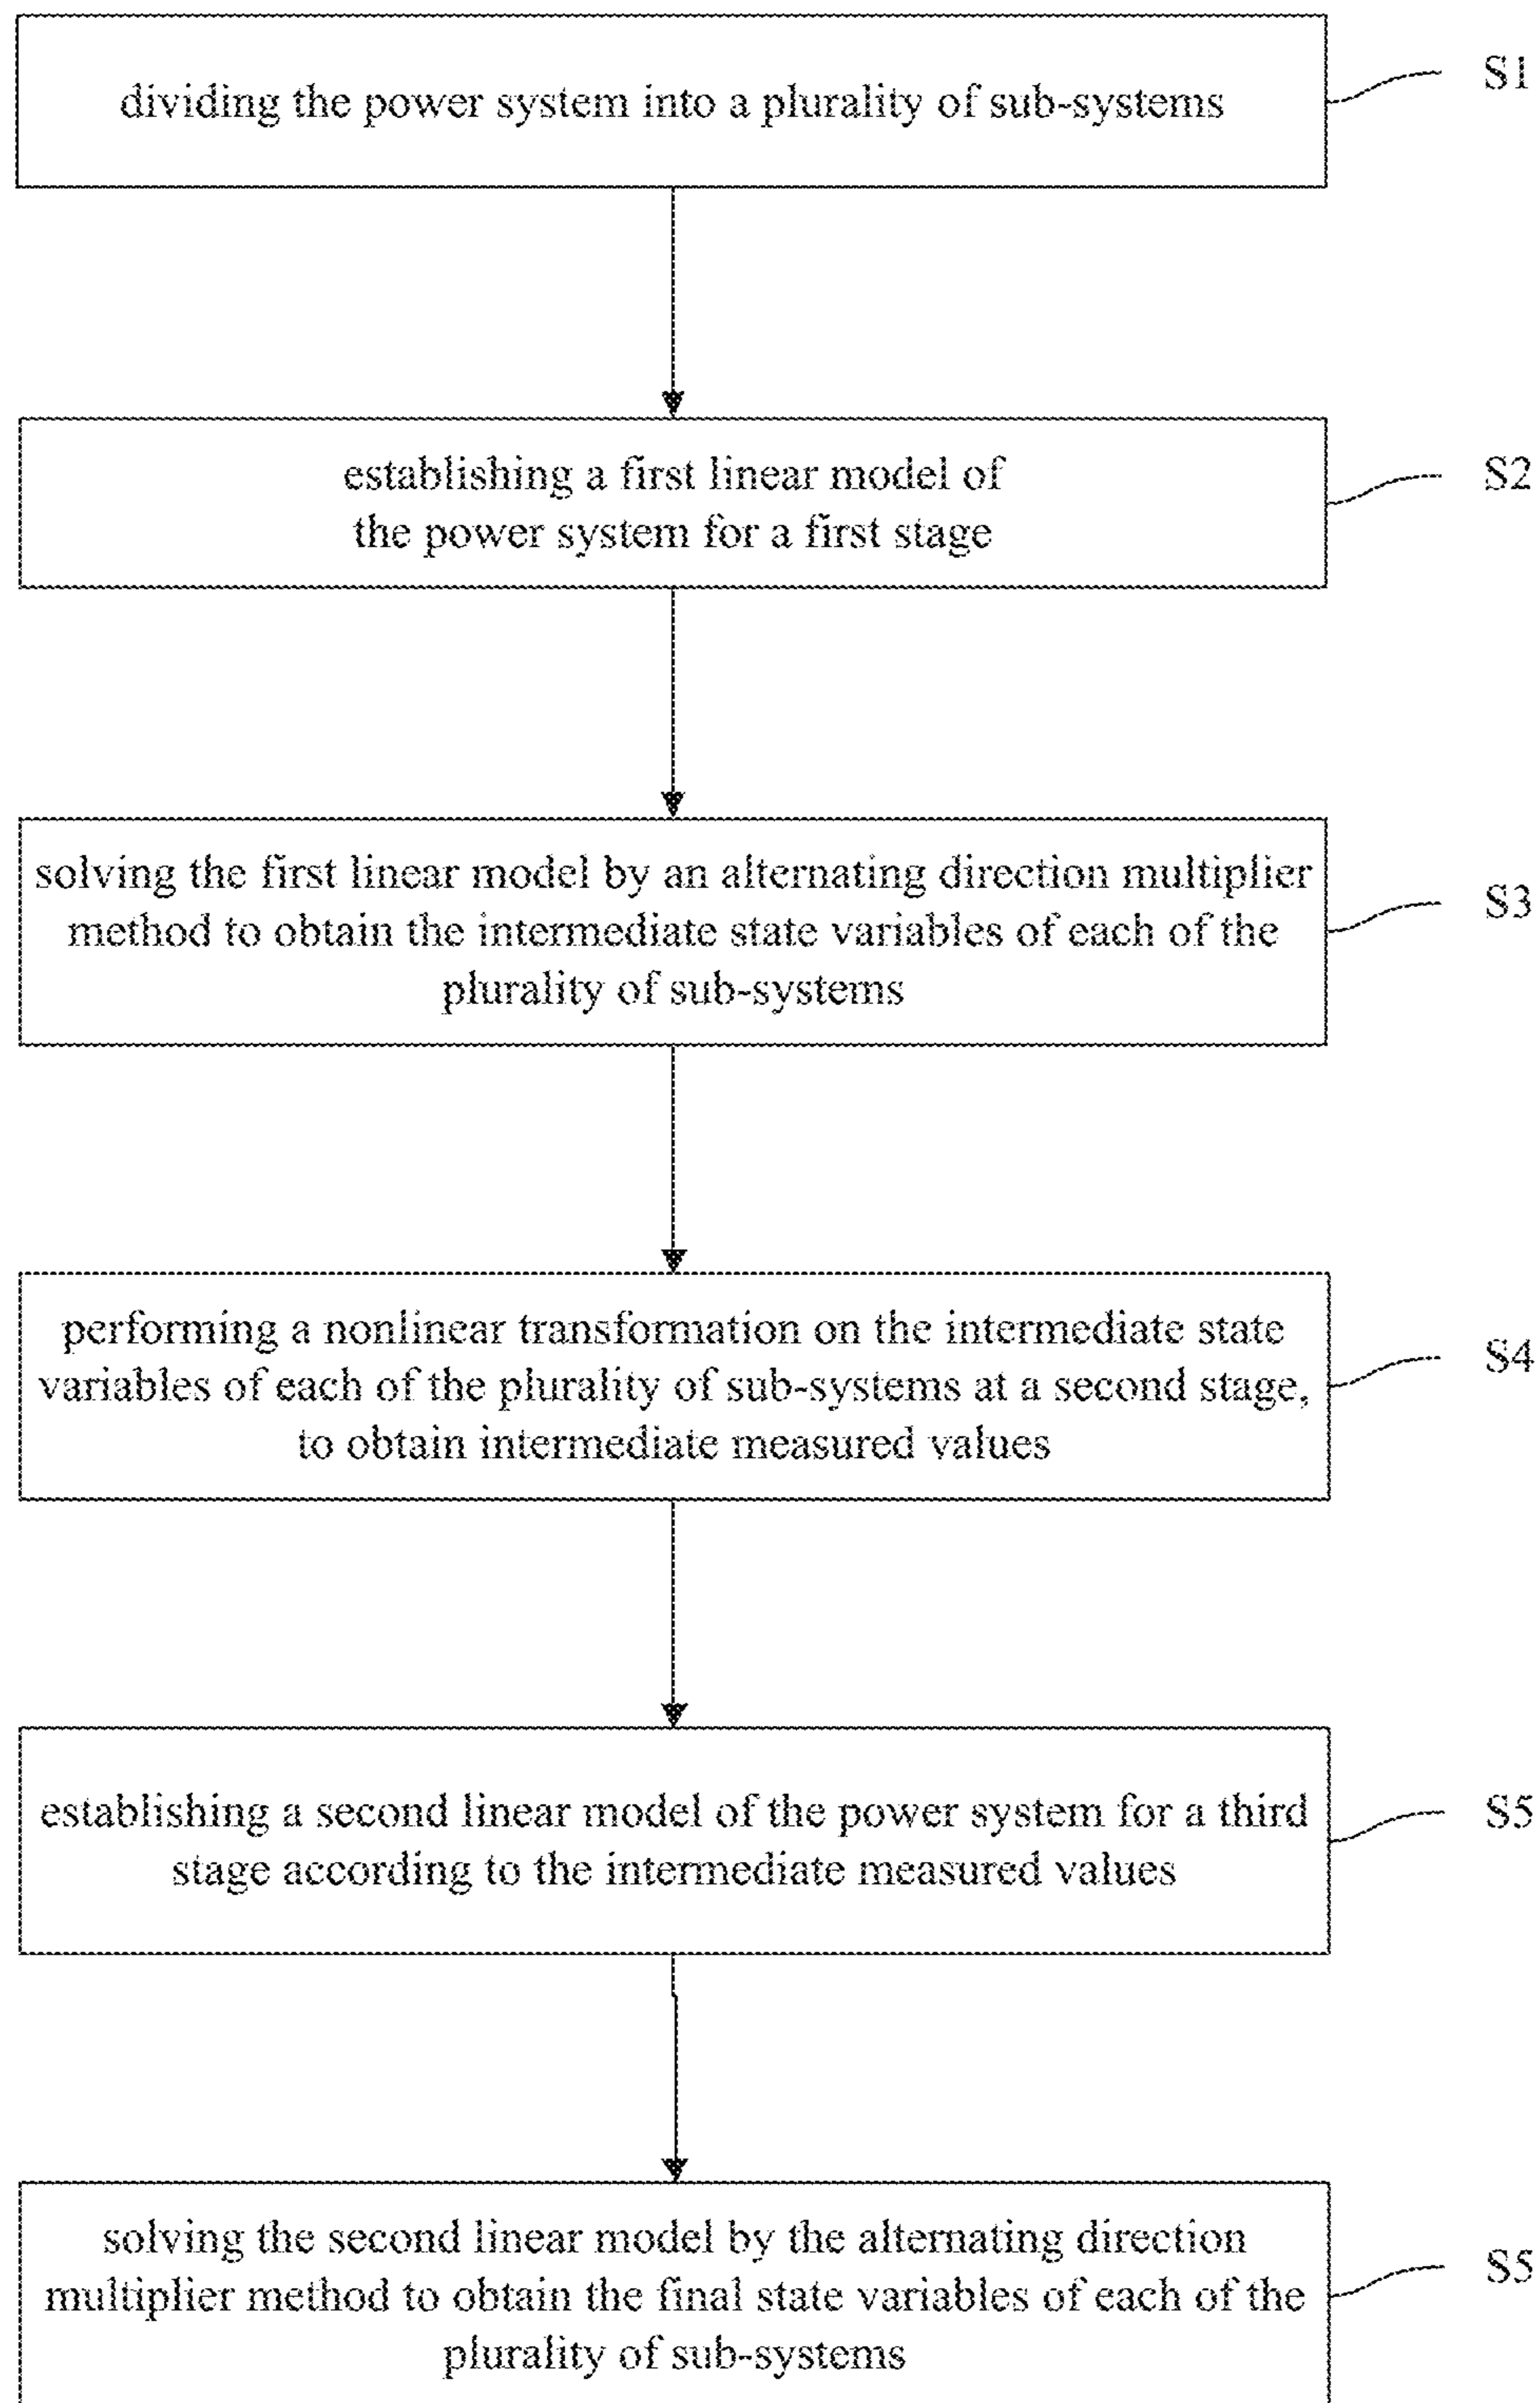 dividing the power system into a plurality of sub-systems
S1
establishing a first linear model of
the power system for a first stage
S2
solving the first linear model by an alternating direction multiplier
method to obtain the intermediate state variables of each of the
plurality of sub-systems
S3
performing a nonlinear transformation on the intermediate state
variables of each of the plurality of sub-systems at a second stage,
to obtain intermediate measured values
S4
establishing a second linear model of the power system for a third
stage according to the intermediate measured values
S5
solving the second linear model by the alternating direction
multiplier method to obtain the final state variables of each of the
plurality of sub-systems
S5